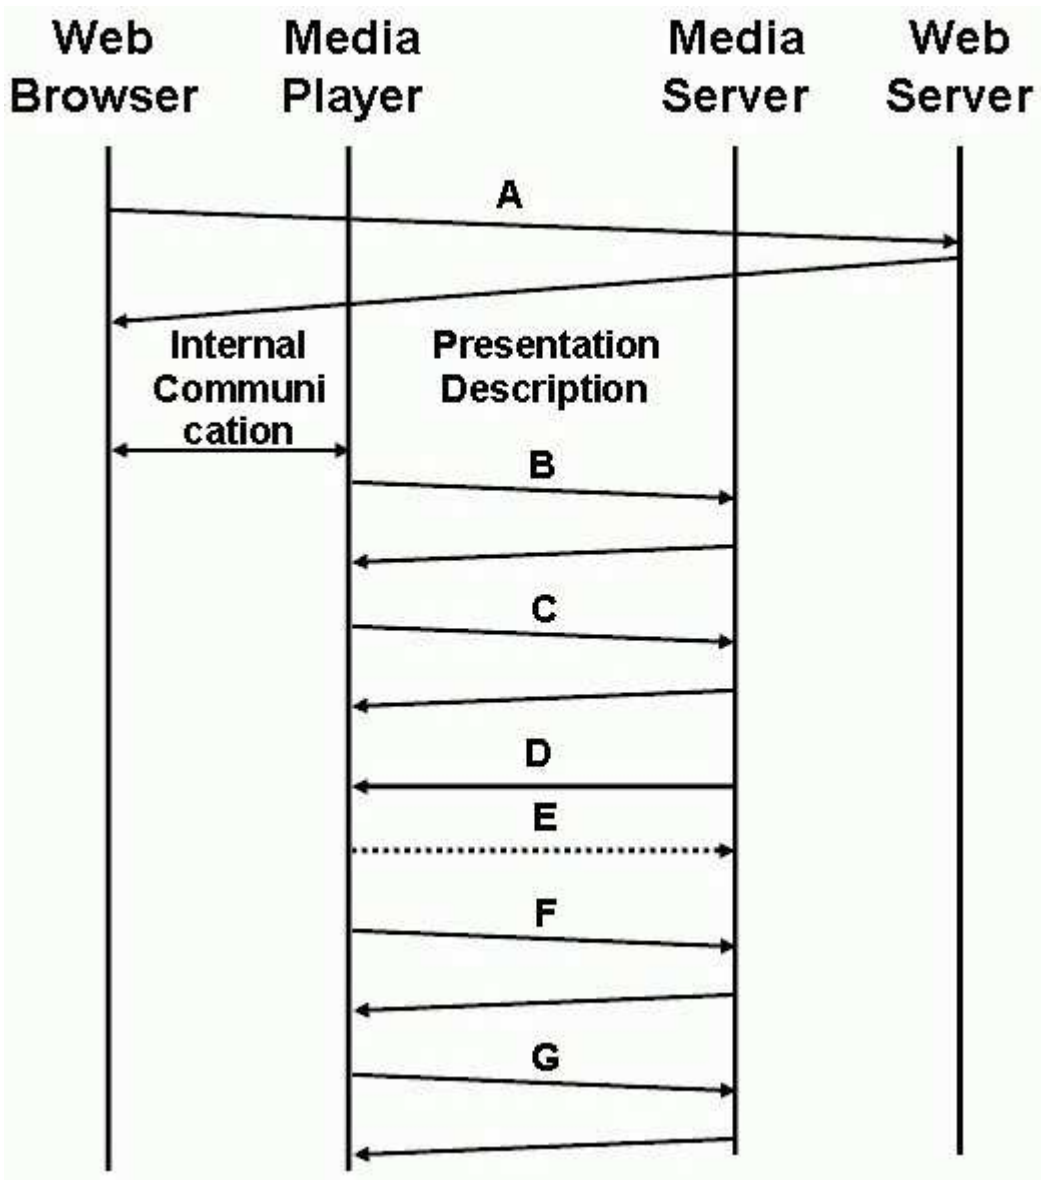 Web Browser
Media Player
Media Server
Web Server
A
Internal
Communi
cation
Presentation
Description
B
C
D
E
F
G